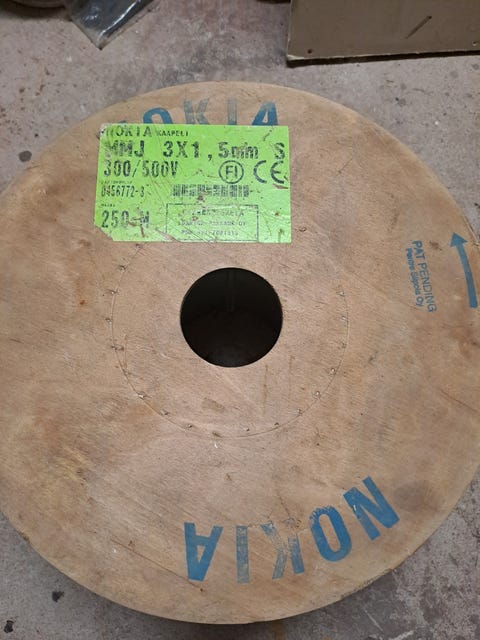 NOKIA
NOKIA KAAPELI
MMJ 3X1,5mm S
300/500V
FI CE
0456772-3
250 M
PAT PENDING
NOKIA